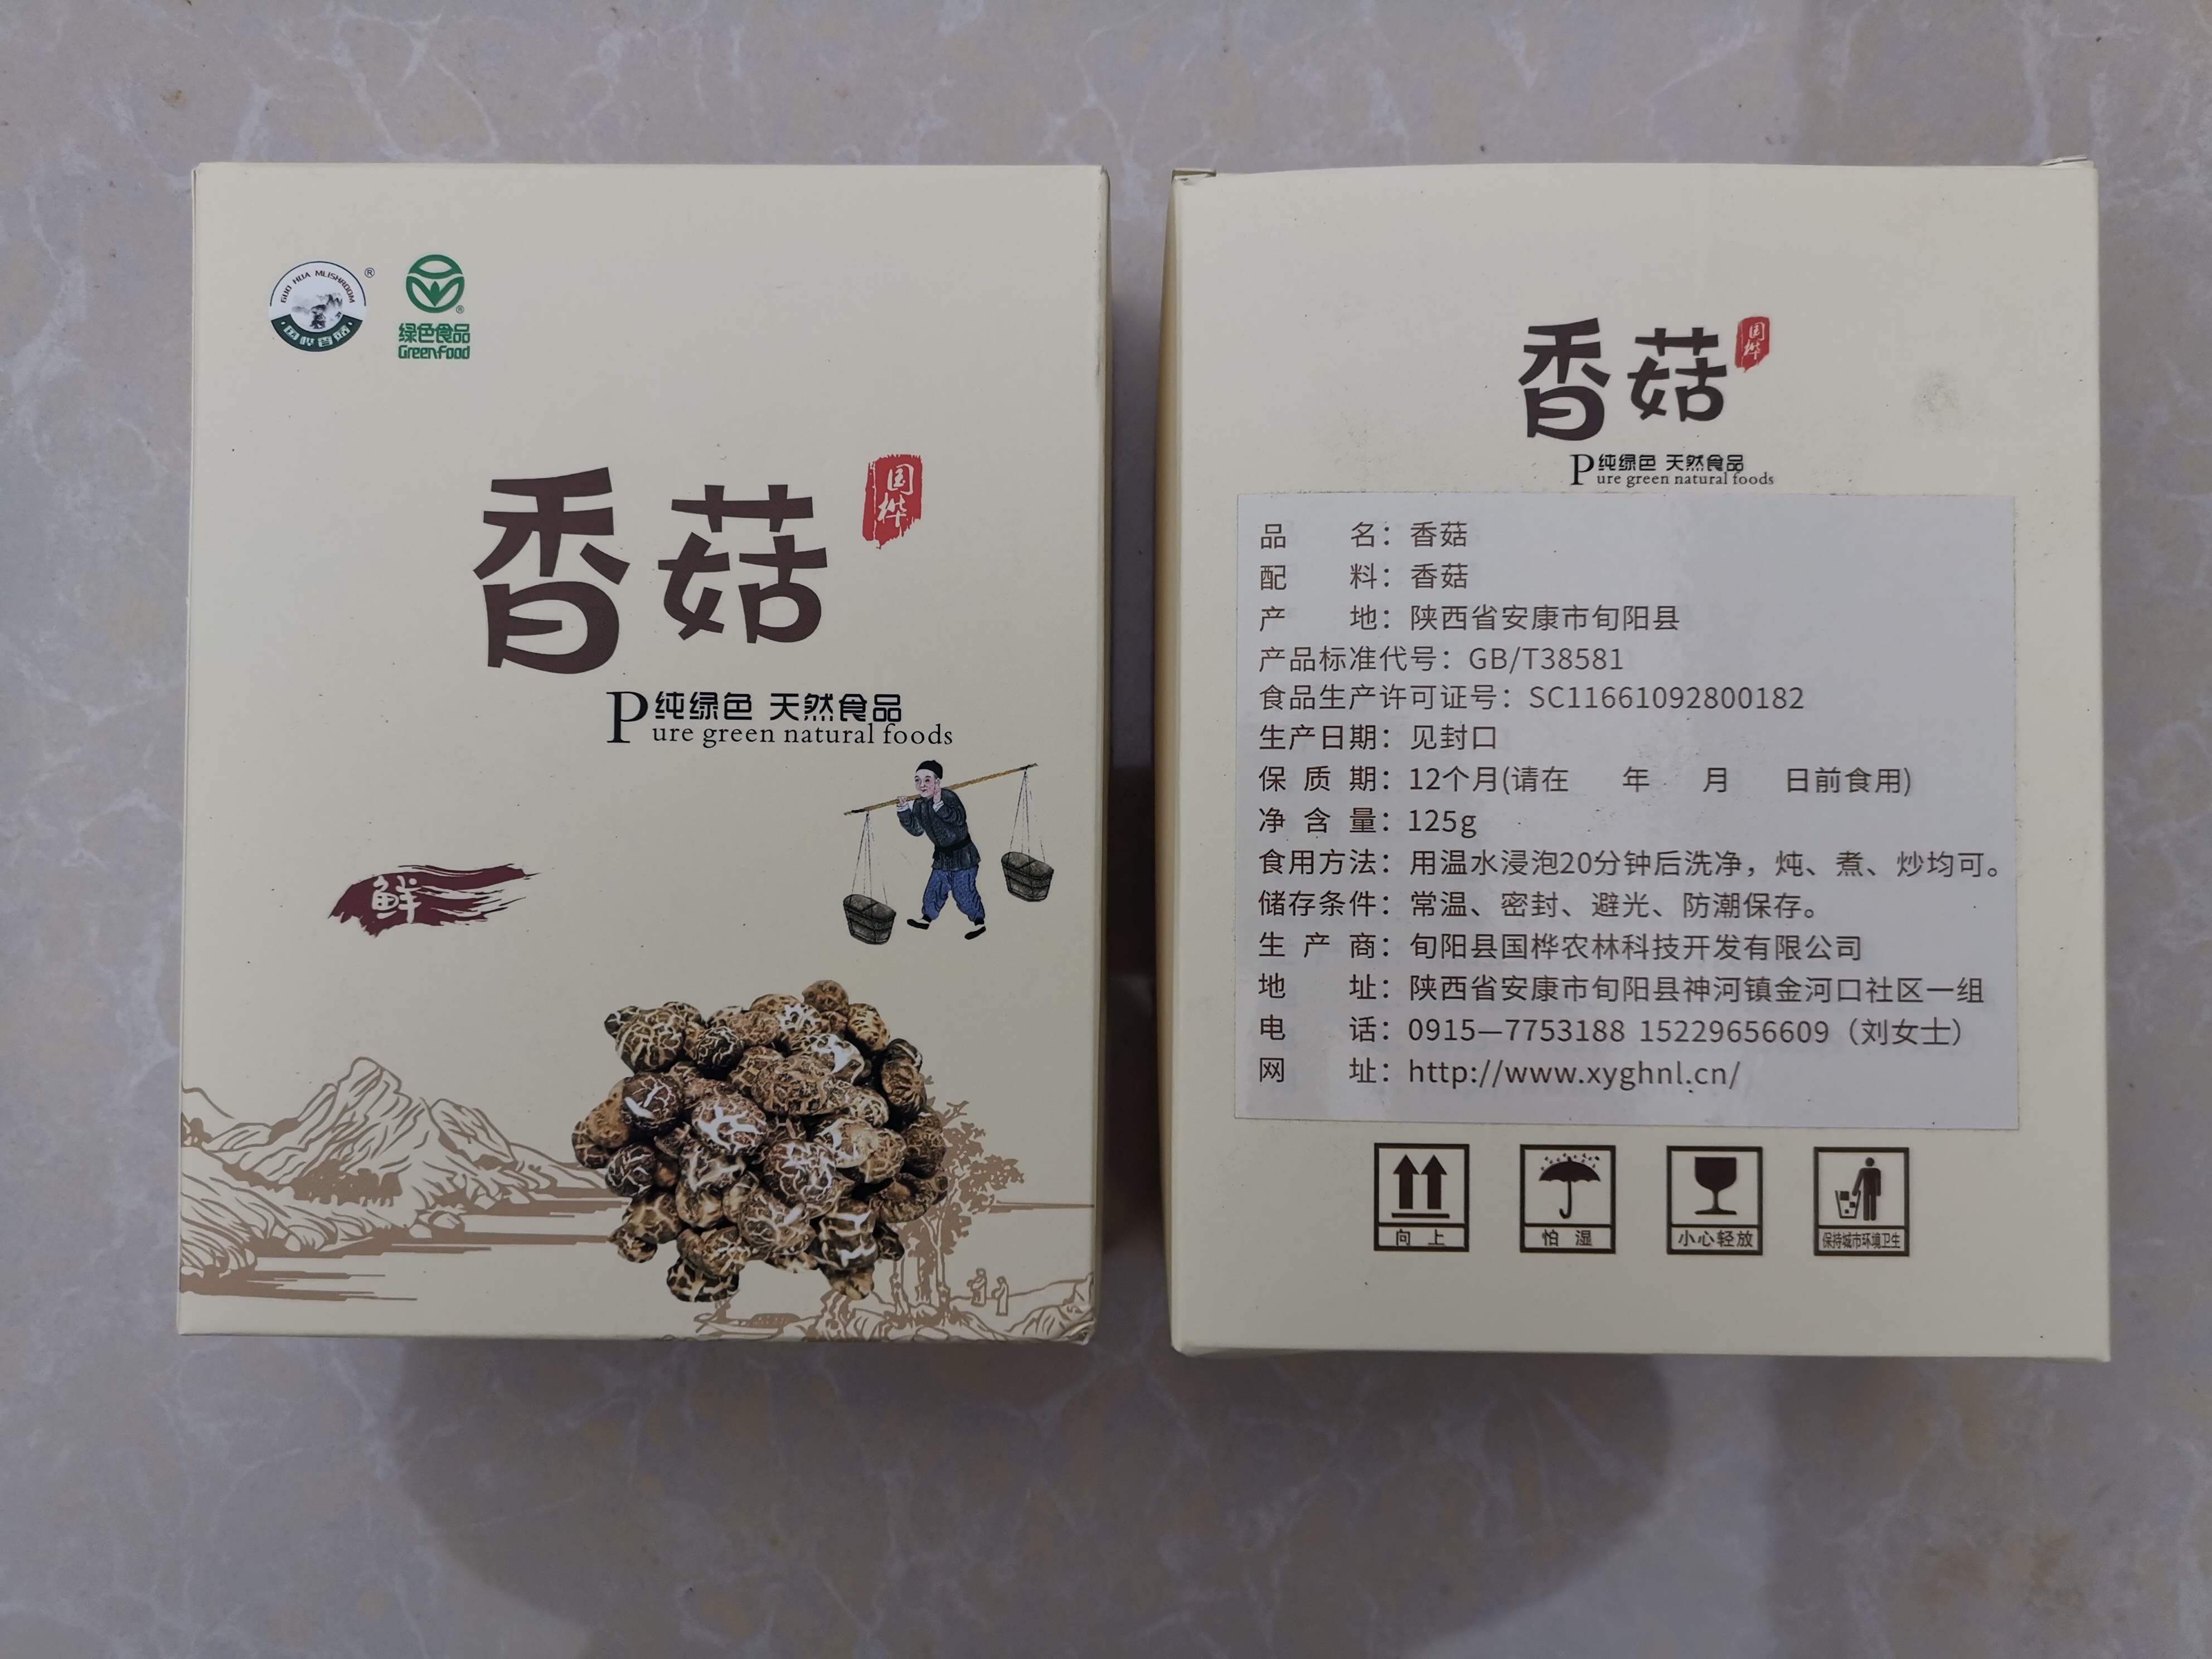 GUO HUA MLISHROOM
®
国桦香菇
®
绿色食品
GreenFood
香菇
国桦
纯绿色 天然食品
Pure green natural foods
鲜
香菇
国桦
纯绿色 天然食品
Pure green natural foods
品 名：香菇
配 料：香菇
产 地：陕西省安康市旬阳县
产品标准代号：GB/T38581
食品生产许可证号：SC11661092800182
生产日期：见封口
保 质 期：12个月(请在 年 月 日前食用)
净 含 量：125g
食用方法：用温水浸泡20分钟后洗净，炖、煮、炒均可。
储存条件：常温、密封、避光、防潮保存。
生 产 商：旬阳县国桦农林科技开发有限公司
地 址：陕西省安康市旬阳县神河镇金河口社区一组
电 话：0915—7753188 15229656609（刘女士）
网 址：http://www.xyghnl.cn/
向 上
怕 湿
小心轻放
保持城市环境卫生